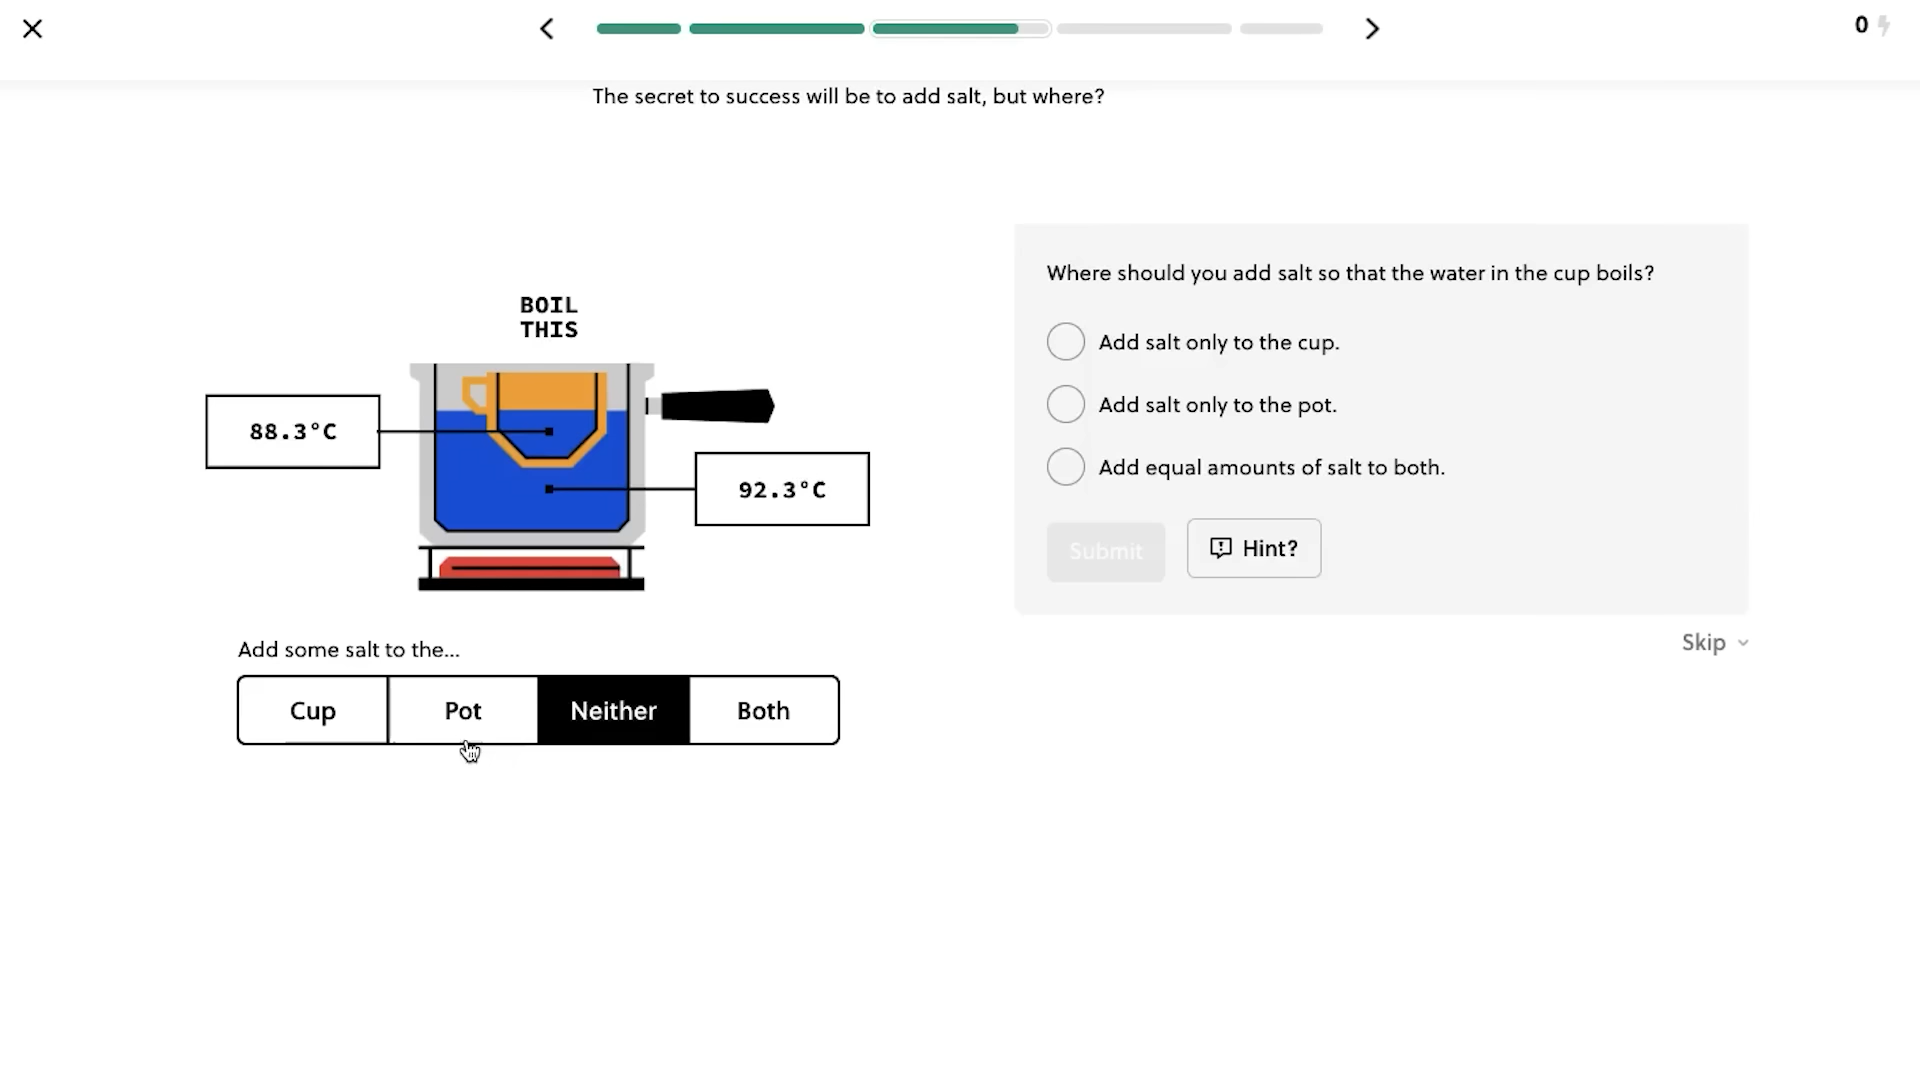 0
The secret to success will be to add salt, but where?
BOIL
THIS
88.3°C
92.3°C
Add some salt to the...
Cup
Pot
Neither
Both
Where should you add salt so that the water in the cup boils?
Add salt only to the cup.
Add salt only to the pot.
Add equal amounts of salt to both.
Submit
Hint?
Skip